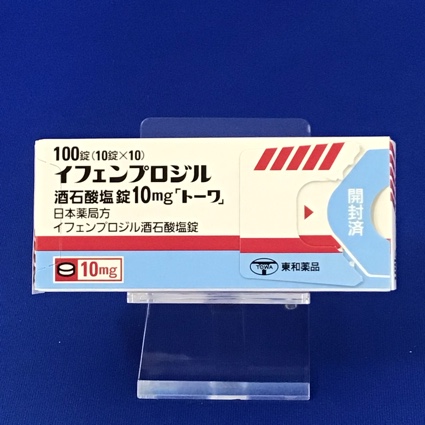 100錠(10錠×10)
イフェンプロジル
酒石酸塩錠10mg「トーワ」
日本薬局方
イフェンプロジル酒石酸塩錠
10mg
開封済
TOWA
東和薬品